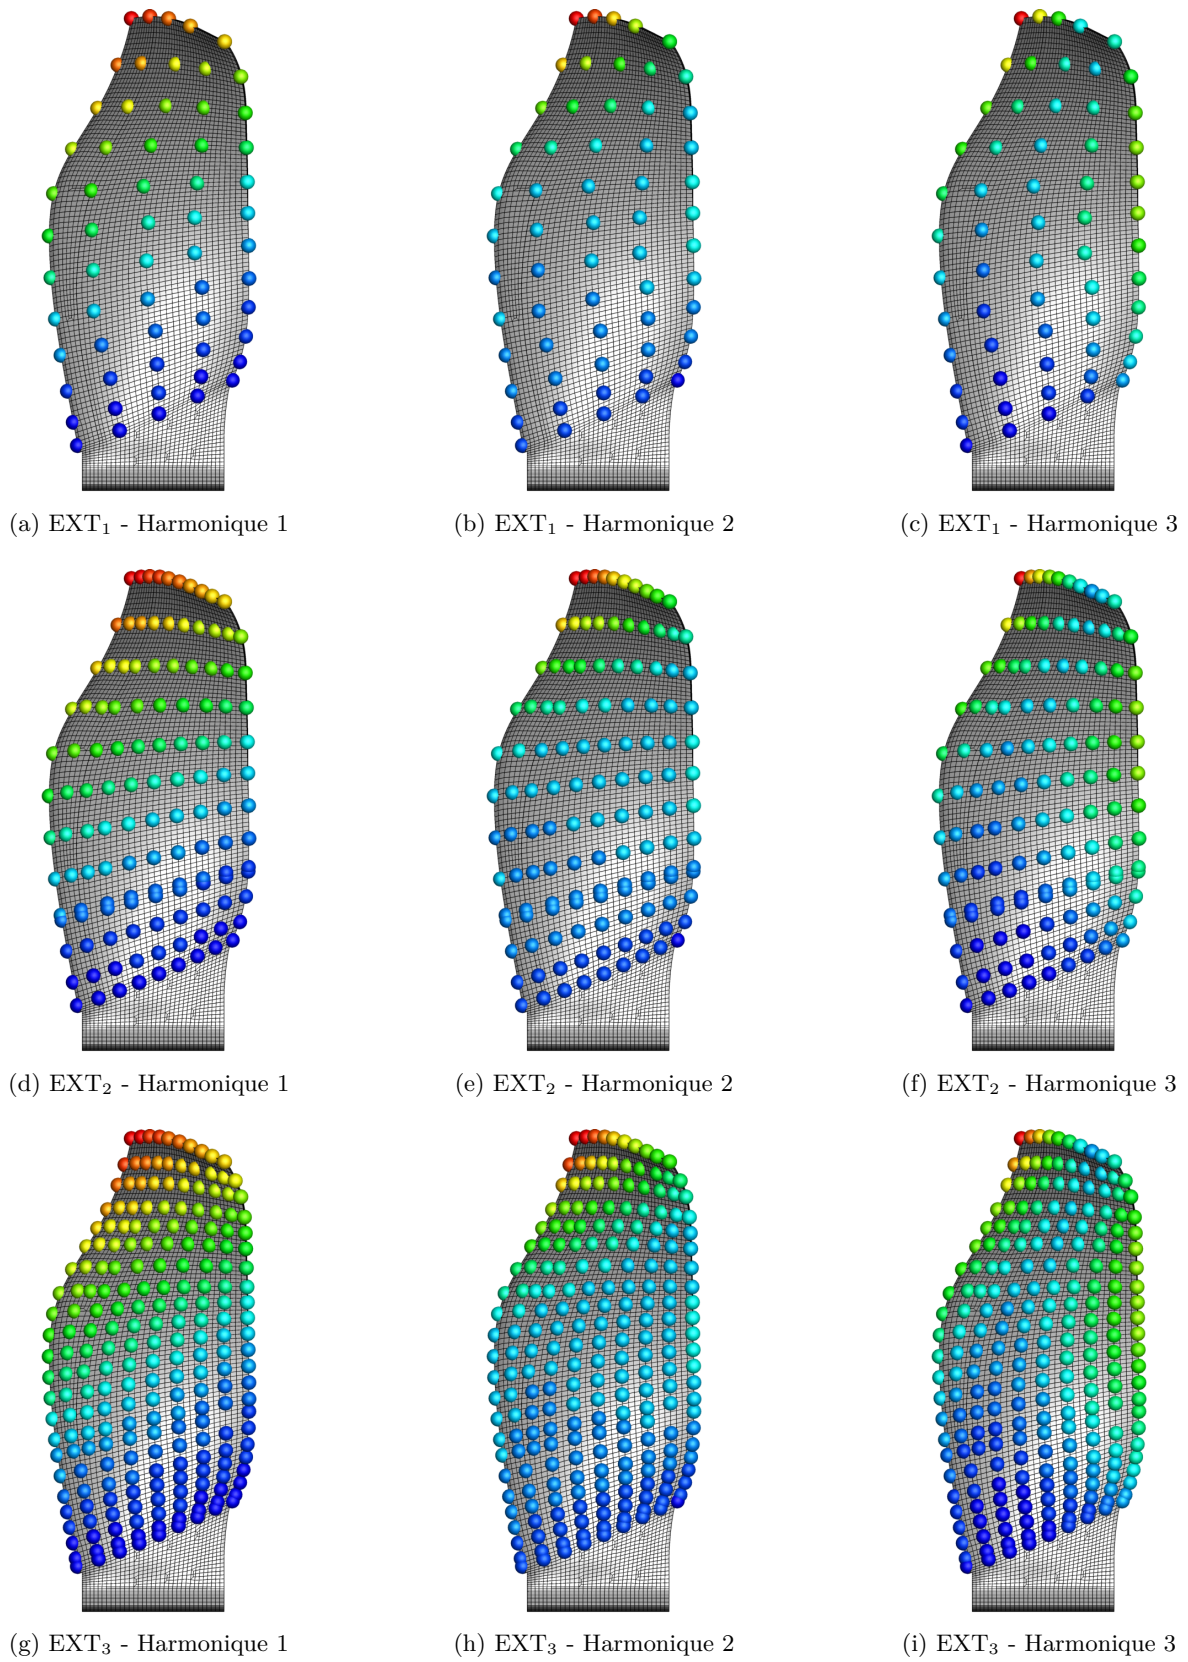 (a) EXT₁ - Harmonique 1
(b) EXT₁ - Harmonique 2
(c) EXT₁ - Harmonique 3
(d) EXT₂ - Harmonique 1
(e) EXT₂ - Harmonique 2
(f) EXT₂ - Harmonique 3
(g) EXT₃ - Harmonique 1
(h) EXT₃ - Harmonique 2
(i) EXT₃ - Harmonique 3